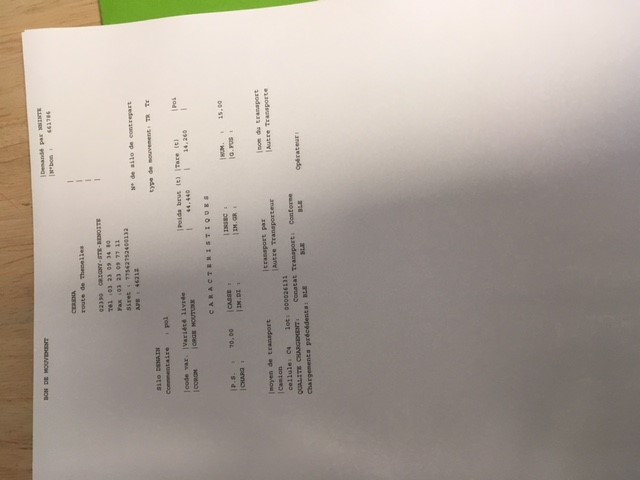 BON DE MOUVEMENT
|Demandé par NNINTE
|N°bon : 661786
CERENA
route de Thenelles
02390 ORIGNY-STE-BENOITE
Tél :03 23 09 34 80
Fax :03 23 09 77 11
Siret : 77562752400132
APE : 4621Z
N° de silo de contrepart
Silo DENAIN
type de mouvement: TR Tr
Commmentaire : pol
|code var. |Variété livrée |Poids brut (t) |Tare (t) |Poi
|CORGM |ORGE MOUTURE | 44,440 | 14,260 |
C A R A C T E R I S T I Q U E S
|P.S. : 70,00 |CASSE : |INSEC : |HUM. : 15,00
|CHARG : |IM.DI : |IM.GR : |G.FUS :
|moyen de transport |transport par |nom du transport
|Camion |Autre Transporteur |Autre Transporte
cellule: C4 lot: 000026131
QUALITE CHARGEMENT: Constat Transport: Conforme Opérateur:
Chargements précédents: BLE BLE BLE